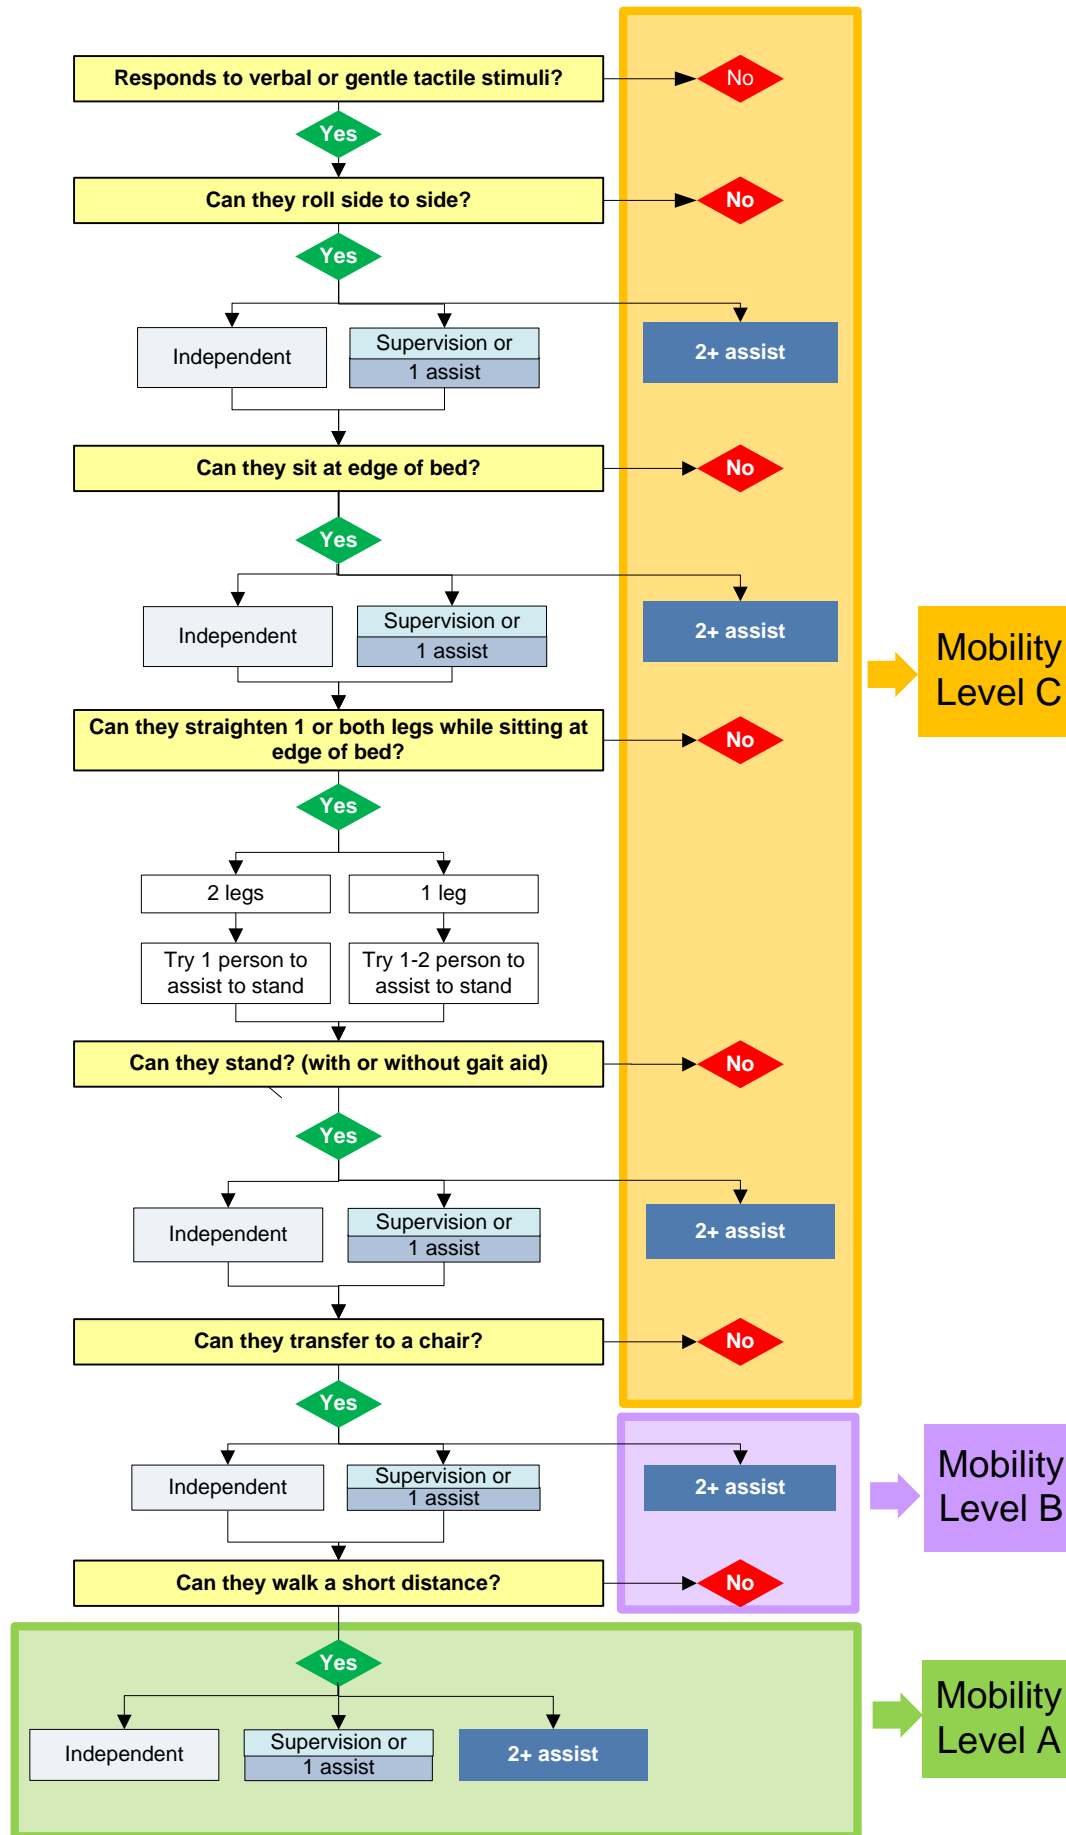 Responds to verbal or gentle tactile stimuli?
No
Yes
Can they roll side to side?
No
Yes
Independent
Supervision or
1 assist
2+ assist
Can they sit at edge of bed?
No
Yes
Independent
Supervision or
1 assist
2+ assist
Mobility
Level C
Can they straighten 1 or both legs while sitting at
edge of bed?
No
Yes
2 legs
1 leg
Try 1 person to
assist to stand
Try 1-2 person to
assist to stand
Can they stand? (with or without gait aid)
No
Yes
Independent
Supervision or
1 assist
2+ assist
Can they transfer to a chair?
No
Yes
Independent
Supervision or
1 assist
2+ assist
Mobility
Level B
Can they walk a short distance?
No
Yes
Independent
Supervision or
1 assist
2+ assist
Mobility
Level A